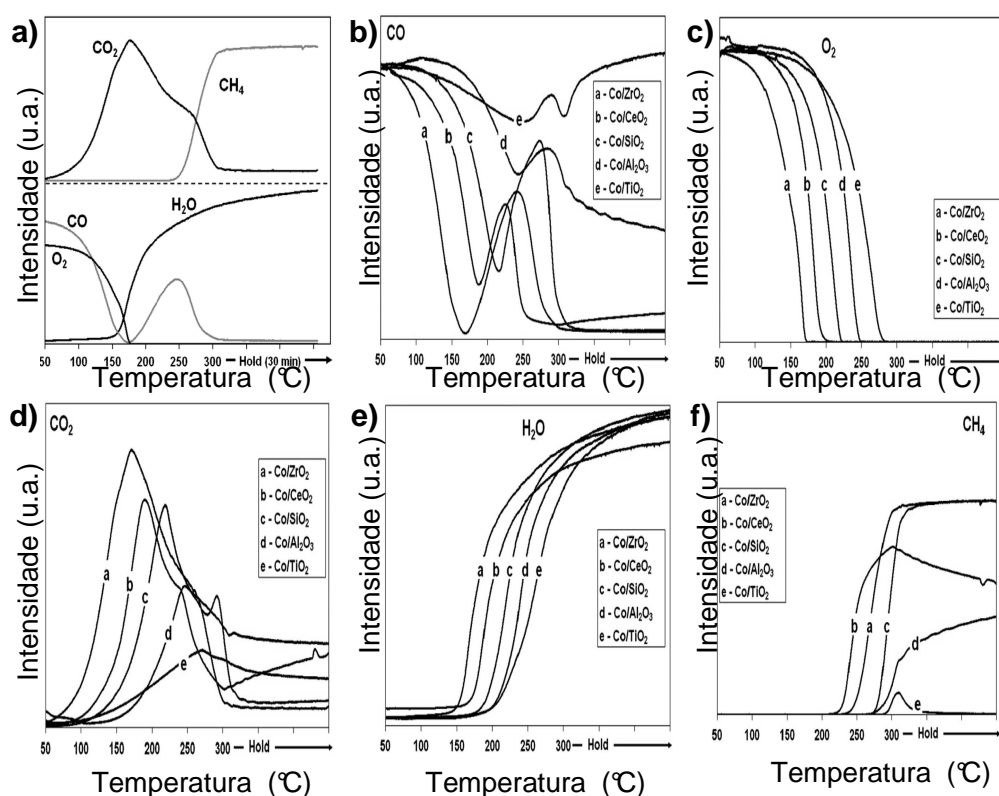 a)
CO₂
CH₄
H₂O
CO
O₂
Intensidade (u.a.)
50 100 150 200 250 300 Hold (30 min)
Temperatura (°C)
b)
CO
a - Co/ZrO₂
b - Co/CeO₂
c - Co/SiO₂
d - Co/Al₂O₃
e - Co/TiO₂
a b c d e
Intensidade (u.a.)
50 100 150 200 250 300 Hold
Temperatura (°C)
c)
O₂
a b c d e
a - Co/ZrO₂
b - Co/CeO₂
c - Co/SiO₂
d - Co/Al₂O₃
e - Co/TiO₂
Intensidade (u.a.)
50 100 150 200 250 300 Hold
Temperatura (°C)
d)
CO₂
a - Co/ZrO₂
b - Co/CeO₂
c - Co/SiO₂
d - Co/Al₂O₃
e - Co/TiO₂
a b c d e
Intensidade (u.a.)
50 100 150 200 250 300 Hold
Temperatura (°C)
e)
H₂O
a b c d e
a - Co/ZrO₂
b - Co/CeO₂
c - Co/SiO₂
d - Co/Al₂O₃
e - Co/TiO₂
Intensidade (u.a.)
50 100 150 200 250 300 Hold
Temperatura (°C)
f)
CH₄
a - Co/ZrO₂
b - Co/CeO₂
c - Co/SiO₂
d - Co/Al₂O₃
e - Co/TiO₂
b a c d e
Intensidade (u.a.)
50 100 150 200 250 300 Hold
Temperatura (°C)